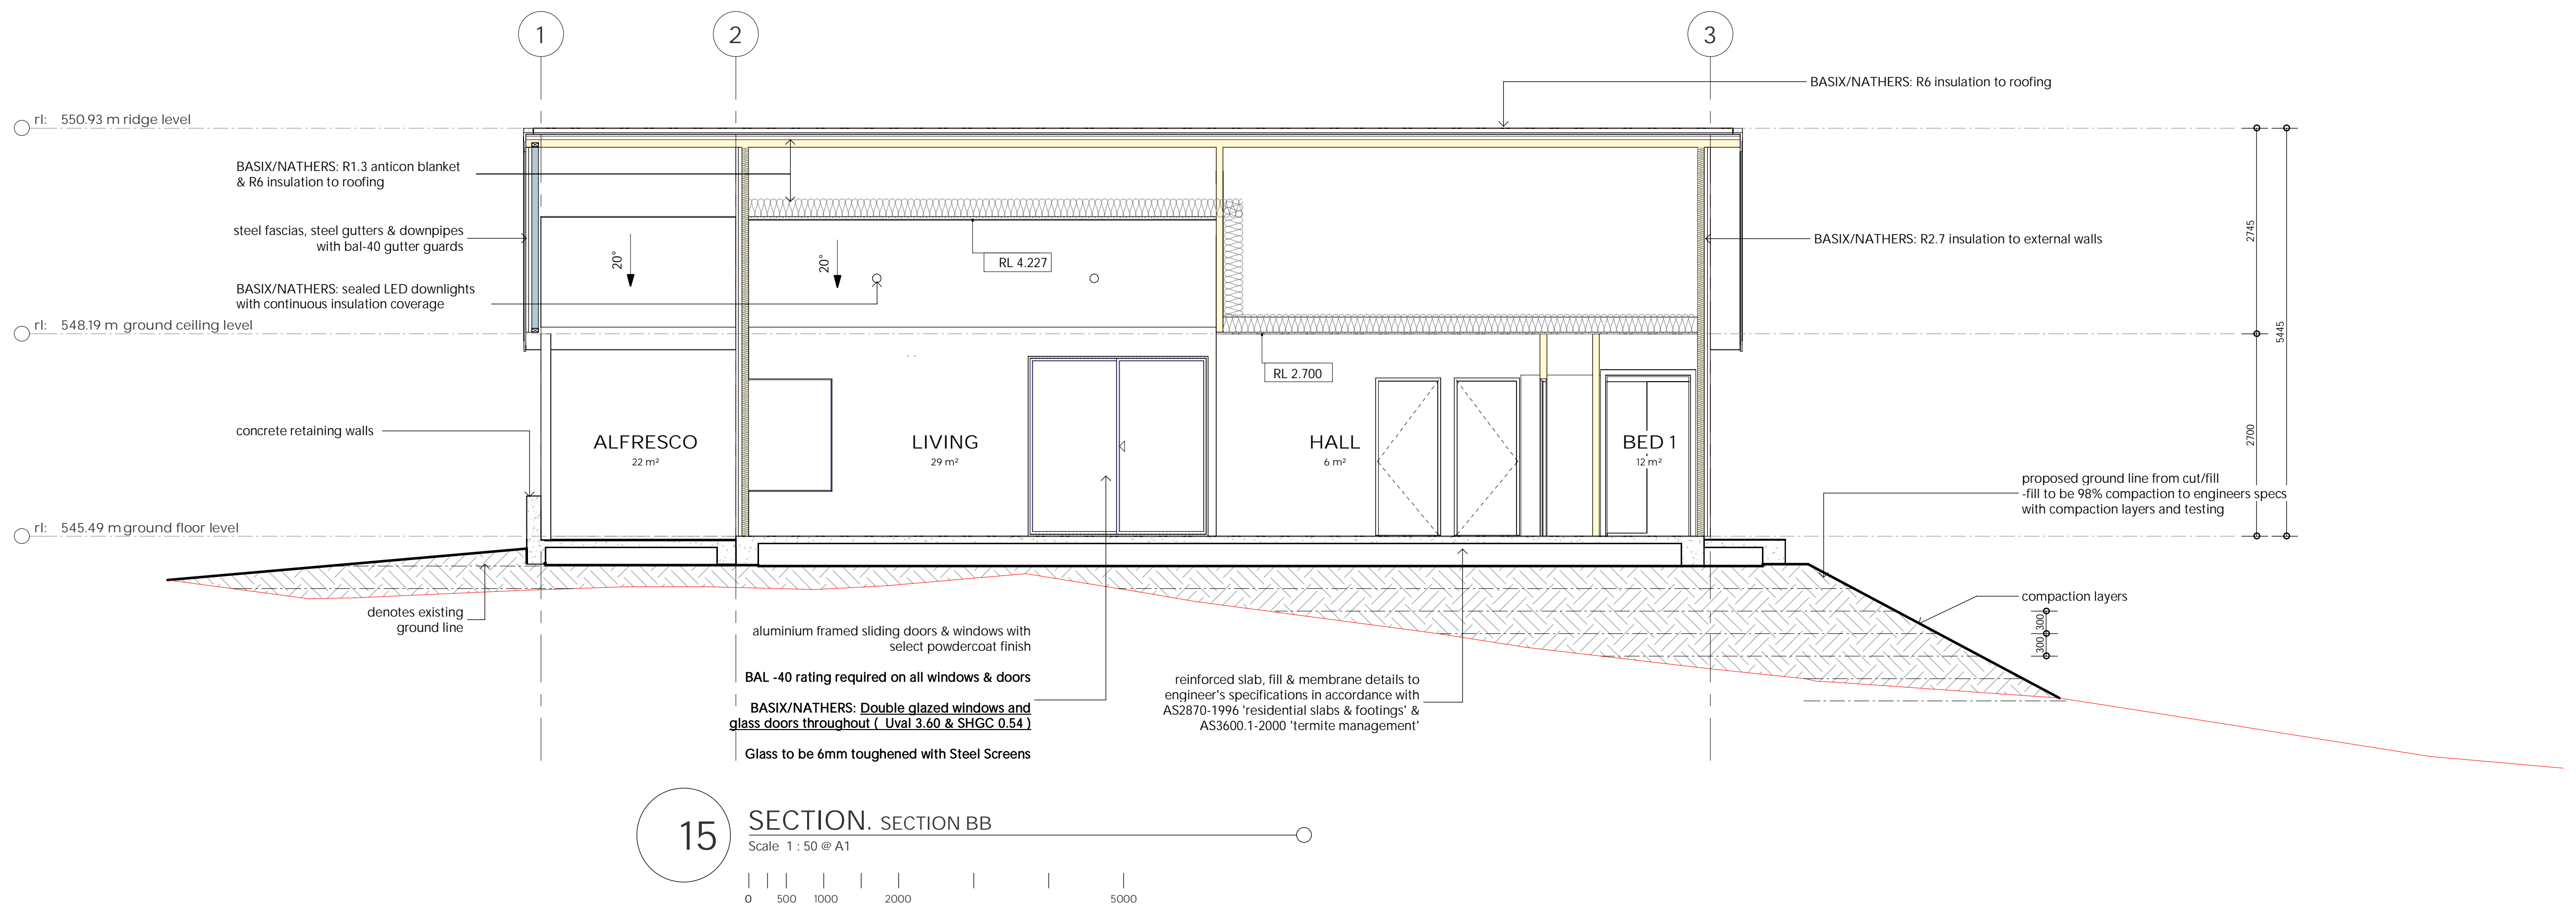 1
2
3
BASIX/NATHERS: R6 insulation to roofing
rl: 550.93 m ridge level
BASIX/NATHERS: R1.3 anticon blanket
& R6 insulation to roofing
steel fascias, steel gutters & downpipes
with bal-40 gutter guards
20°
20°
RL 4.227
BASIX/NATHERS: R2.7 insulation to external walls
2745
BASIX/NATHERS: sealed LED downlights
with continuous insulation coverage
rl: 548.19 m ground ceiling level
5445
RL 2.700
concrete retaining walls
ALFRESCO
22 m²
LIVING
29 m²
HALL
6 m²
BED 1
12 m²
2700
proposed ground line from cut/fill
-fill to be 98% compaction to engineers specs
with compaction layers and testing
rl: 545.49 m ground floor level
denotes existing
ground line
compaction layers
300
300
aluminium framed sliding doors & windows with
select powdercoat finish
BAL -40 rating required on all windows & doors
BASIX/NATHERS: Double glazed windows and
glass doors throughout ( Uval 3.60 & SHGC 0.54 )
Glass to be 6mm toughened with Steel Screens
reinforced slab, fill & membrane details to
engineer's specifications in accordance with
AS2870-1996 'residential slabs & footings' &
AS3600.1-2000 'termite management'
15
SECTION. SECTION BB
Scale 1 : 50 @ A1
0 500 1000 2000 5000